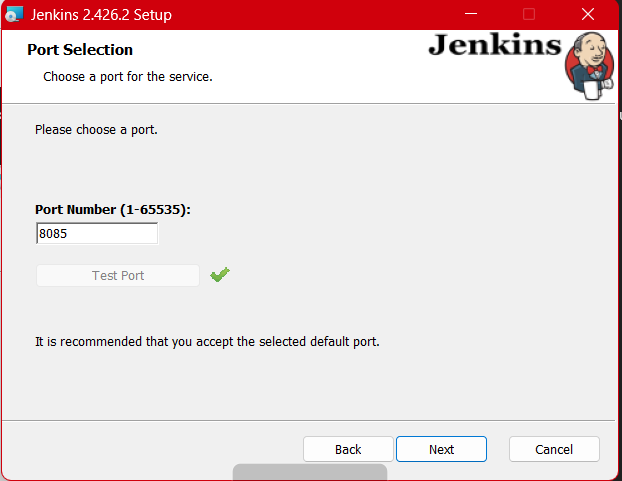 Jenkins 2.426.2 Setup
Port Selection
Choose a port for the service.
Jenkins
Please choose a port.
Port Number (1-65535):
8085
Test Port
It is recommended that you accept the selected default port.
Back
Next
Cancel